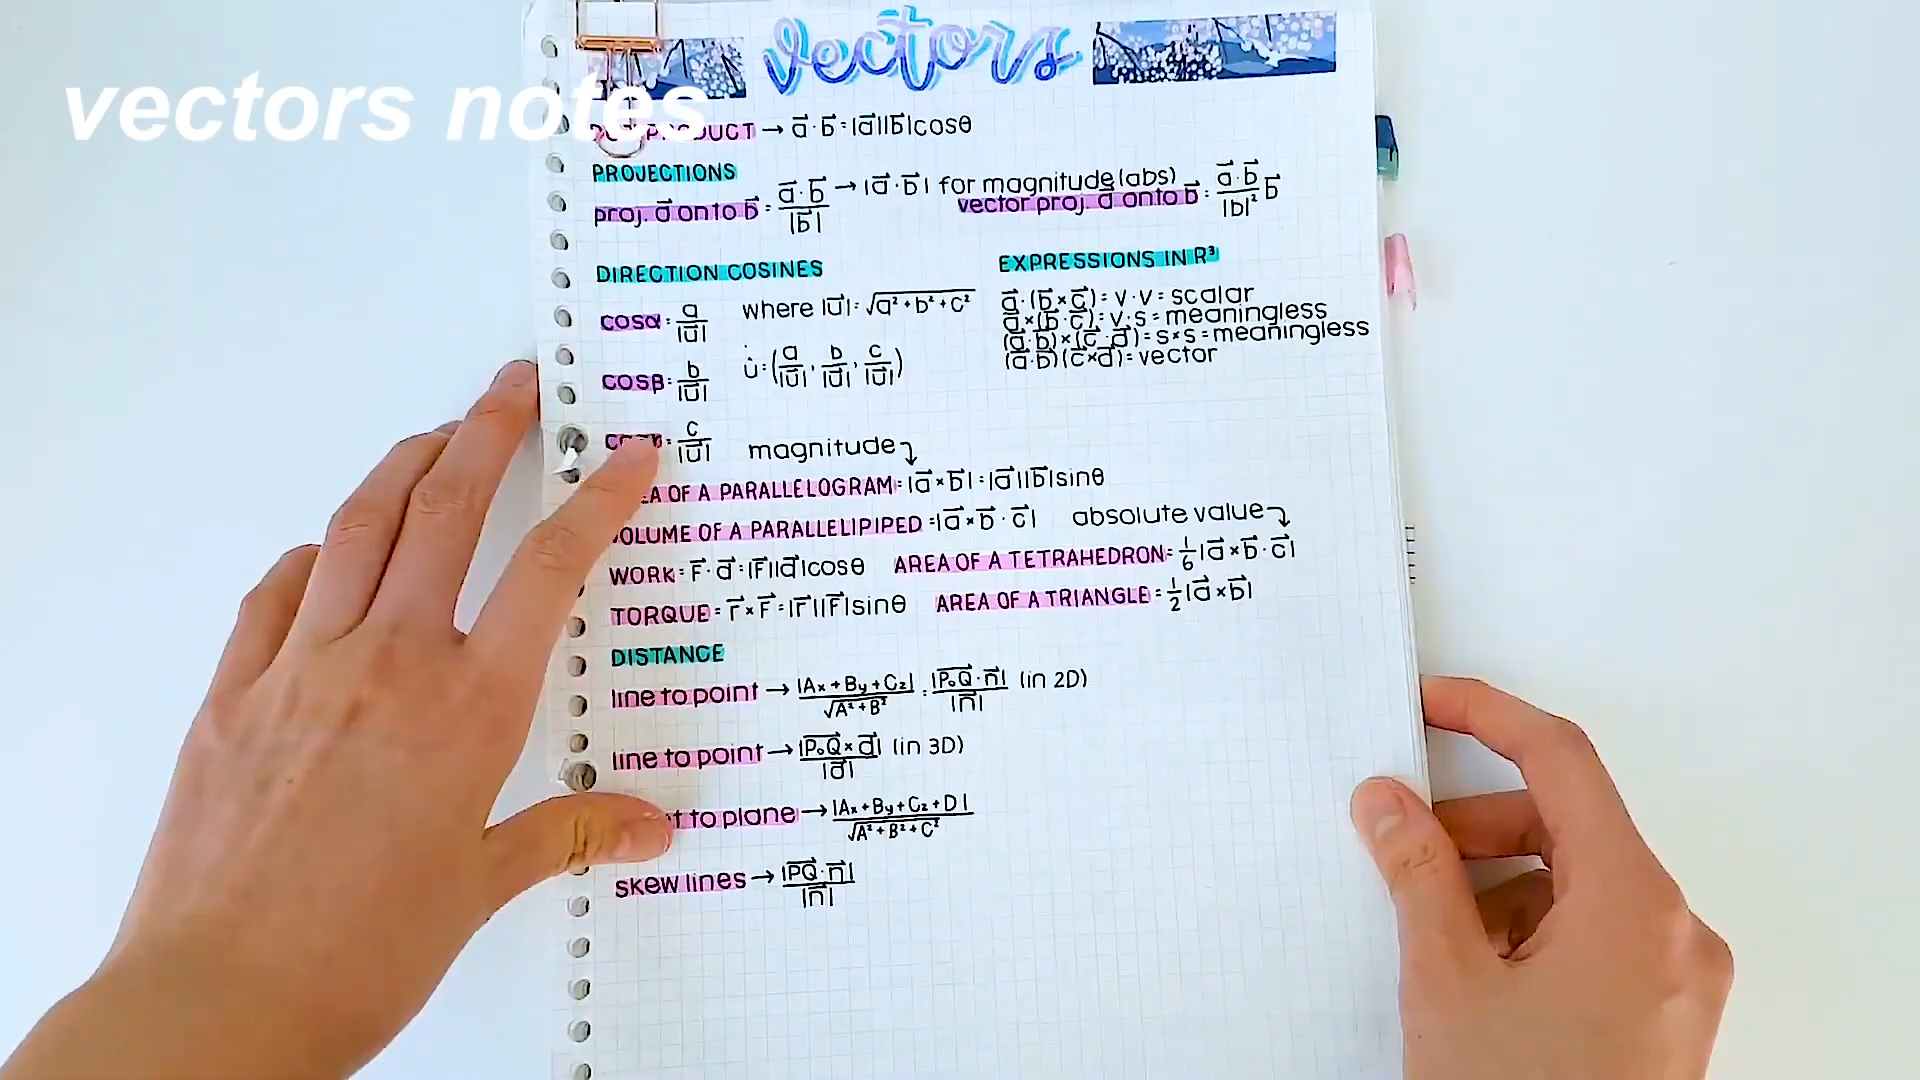 vectors
vectors notes
DOT PRODUCT → a⃗·b⃗=|a⃗||b⃗|cosθ
PROJECTIONS
proj. a⃗ onto b⃗ = (a⃗·b⃗)/|b⃗| → |a⃗·b⃗| for magnitude (abs)
vector proj. a⃗ onto b⃗ = (a⃗·b⃗)/|b|² b⃗
DIRECTION COSINES
cosα = a/|u⃗| where |u⃗| = √(a²+b²+c²)
cosβ = b/|u⃗| u = (a/|u⃗|, b/|u⃗|, c/|u⃗|)
= c/|u⃗| magnitude
EXPRESSIONS IN R³
a⃗·(b⃗×c⃗) = v·v = scalar
a⃗×(b⃗·c⃗) = v·s = meaningless
(a⃗·b⃗)×(c⃗·d⃗) = s×s = meaningless
(a⃗·b⃗)(c⃗×d⃗) = vector
OF A PARALLELOGRAM = |a⃗×b⃗| = |a⃗||b⃗|sinθ
VOLUME OF A PARALLELIPIPED = |a⃗×b⃗·c⃗| absolute value
WORK = F⃗·d⃗ = |F⃗||d⃗|cosθ AREA OF A TETRAHEDRON = 1/6|a⃗×b⃗·c⃗|
TORQUE = r⃗×F⃗ = |r⃗||F⃗|sinθ AREA OF A TRIANGLE = 1/2|a⃗×b⃗|
DISTANCE
line to point → |Ax+By+Cz|/√(A²+B²) = |P₀Q⃗·n⃗|/|n⃗| (in 2D)
line to point → |P₀Q⃗×d⃗|/|d⃗| (in 3D)
to plane → |Ax+By+Cz+D|/√(A²+B²+C²)
skew lines → |PQ⃗·n⃗|/|n⃗|